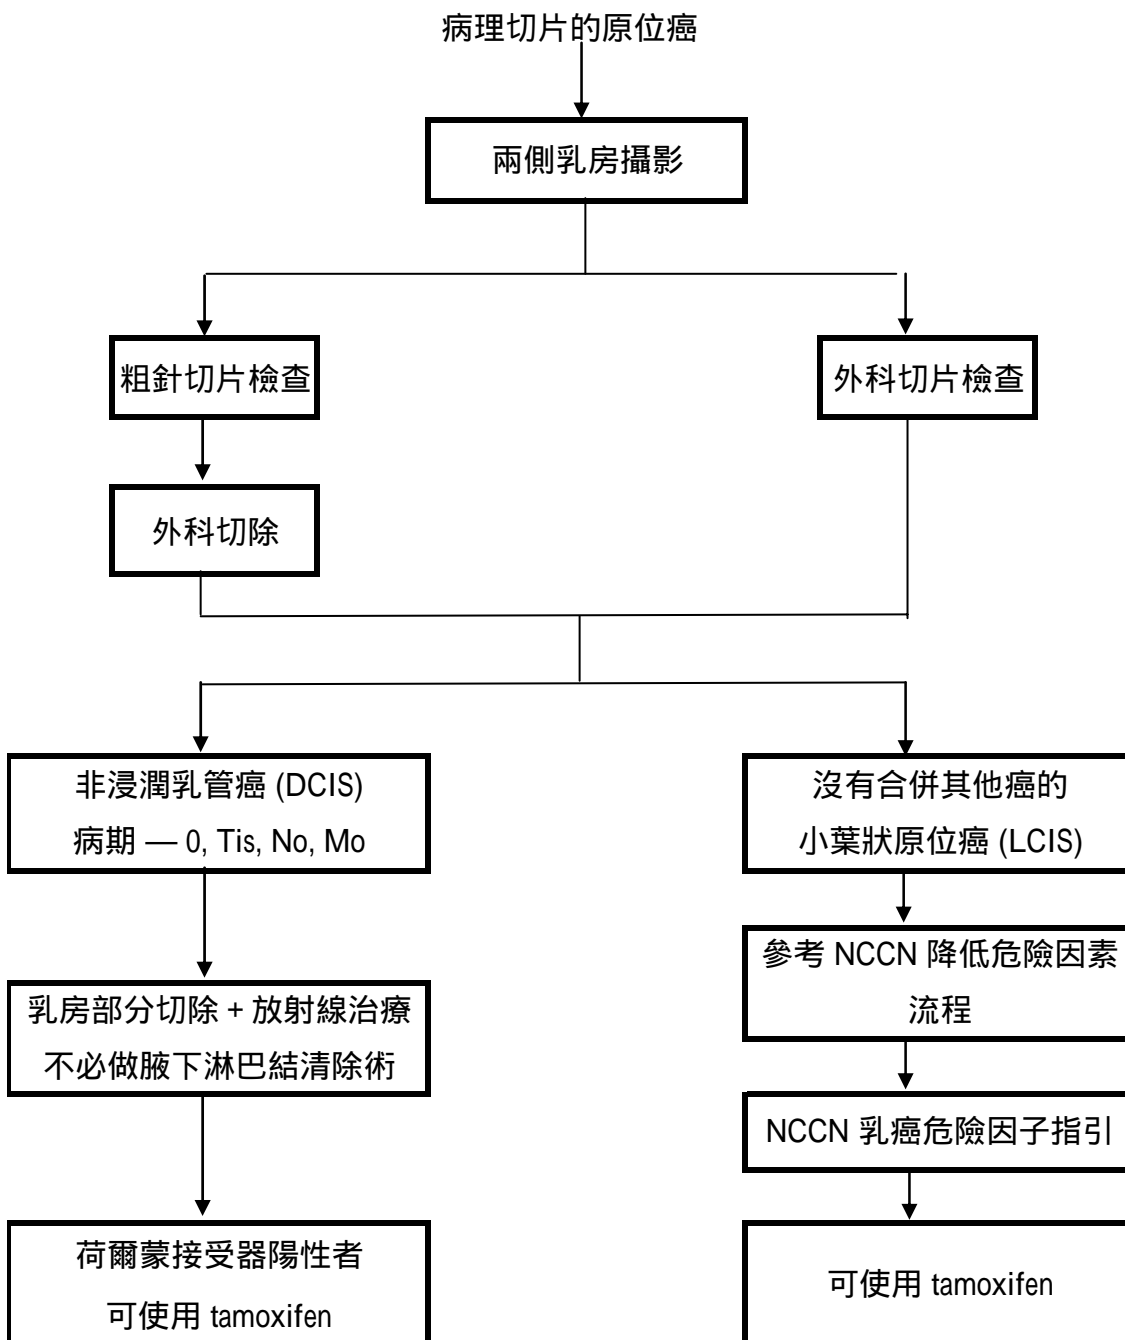 病理切片的原位癌
兩側乳房攝影
粗針切片檢查
外科切片檢查
外科切除
非浸潤乳管癌 (DCIS)
病期 — 0, Tis, No, Mo
沒有合併其他癌的
小葉狀原位癌 (LCIS)
參考 NCCN 降低危險因素
流程
乳房部分切除 + 放射線治療
不必做腋下淋巴結清除術
NCCN 乳癌危險因子指引
荷爾蒙接受器陽性者
可使用 tamoxifen
可使用 tamoxifen